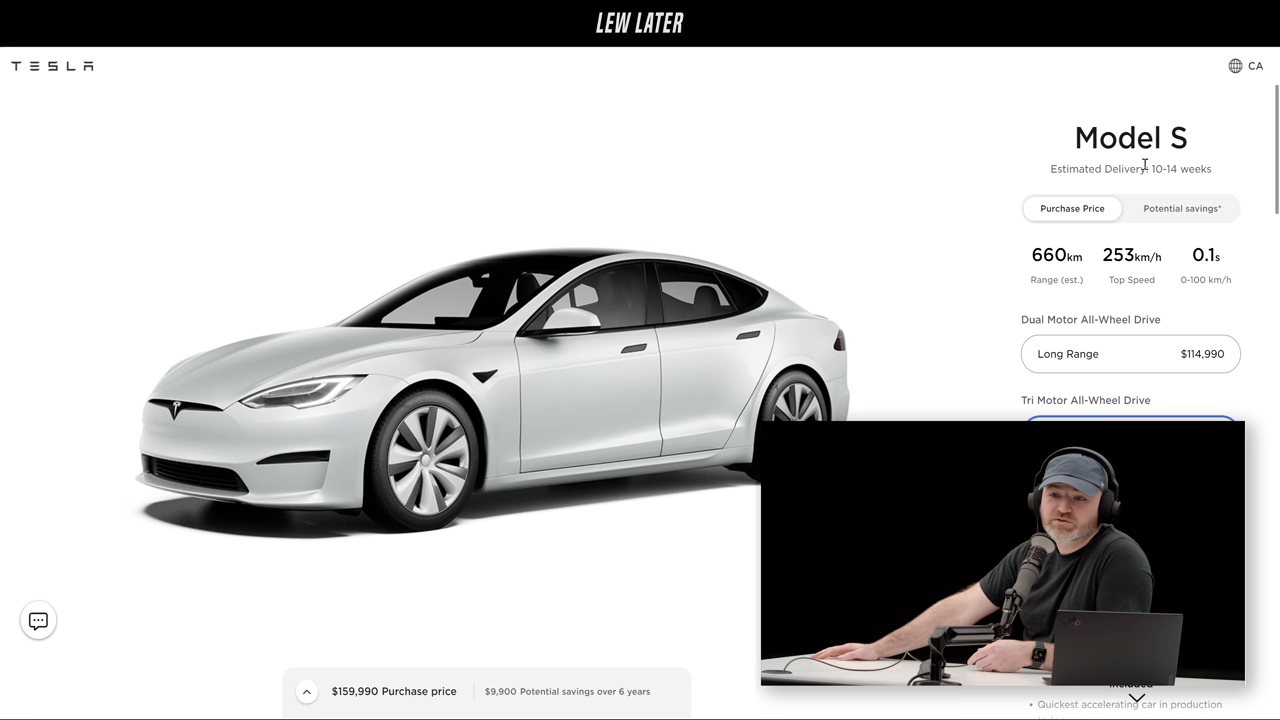 LEW LATER
TESLA
CA
Model S
Estimated Delivery: 10-14 weeks
Purchase Price
Potential savings*
660km
253km/h
0.1s
Range (est.)
Top Speed
0-100 km/h
Dual Motor All-Wheel Drive
Long Range
$114,990
Tri Motor All-Wheel Drive
$159,990 Purchase price
$9,900 Potential savings over 6 years
Included
• Quickest accelerating car in production